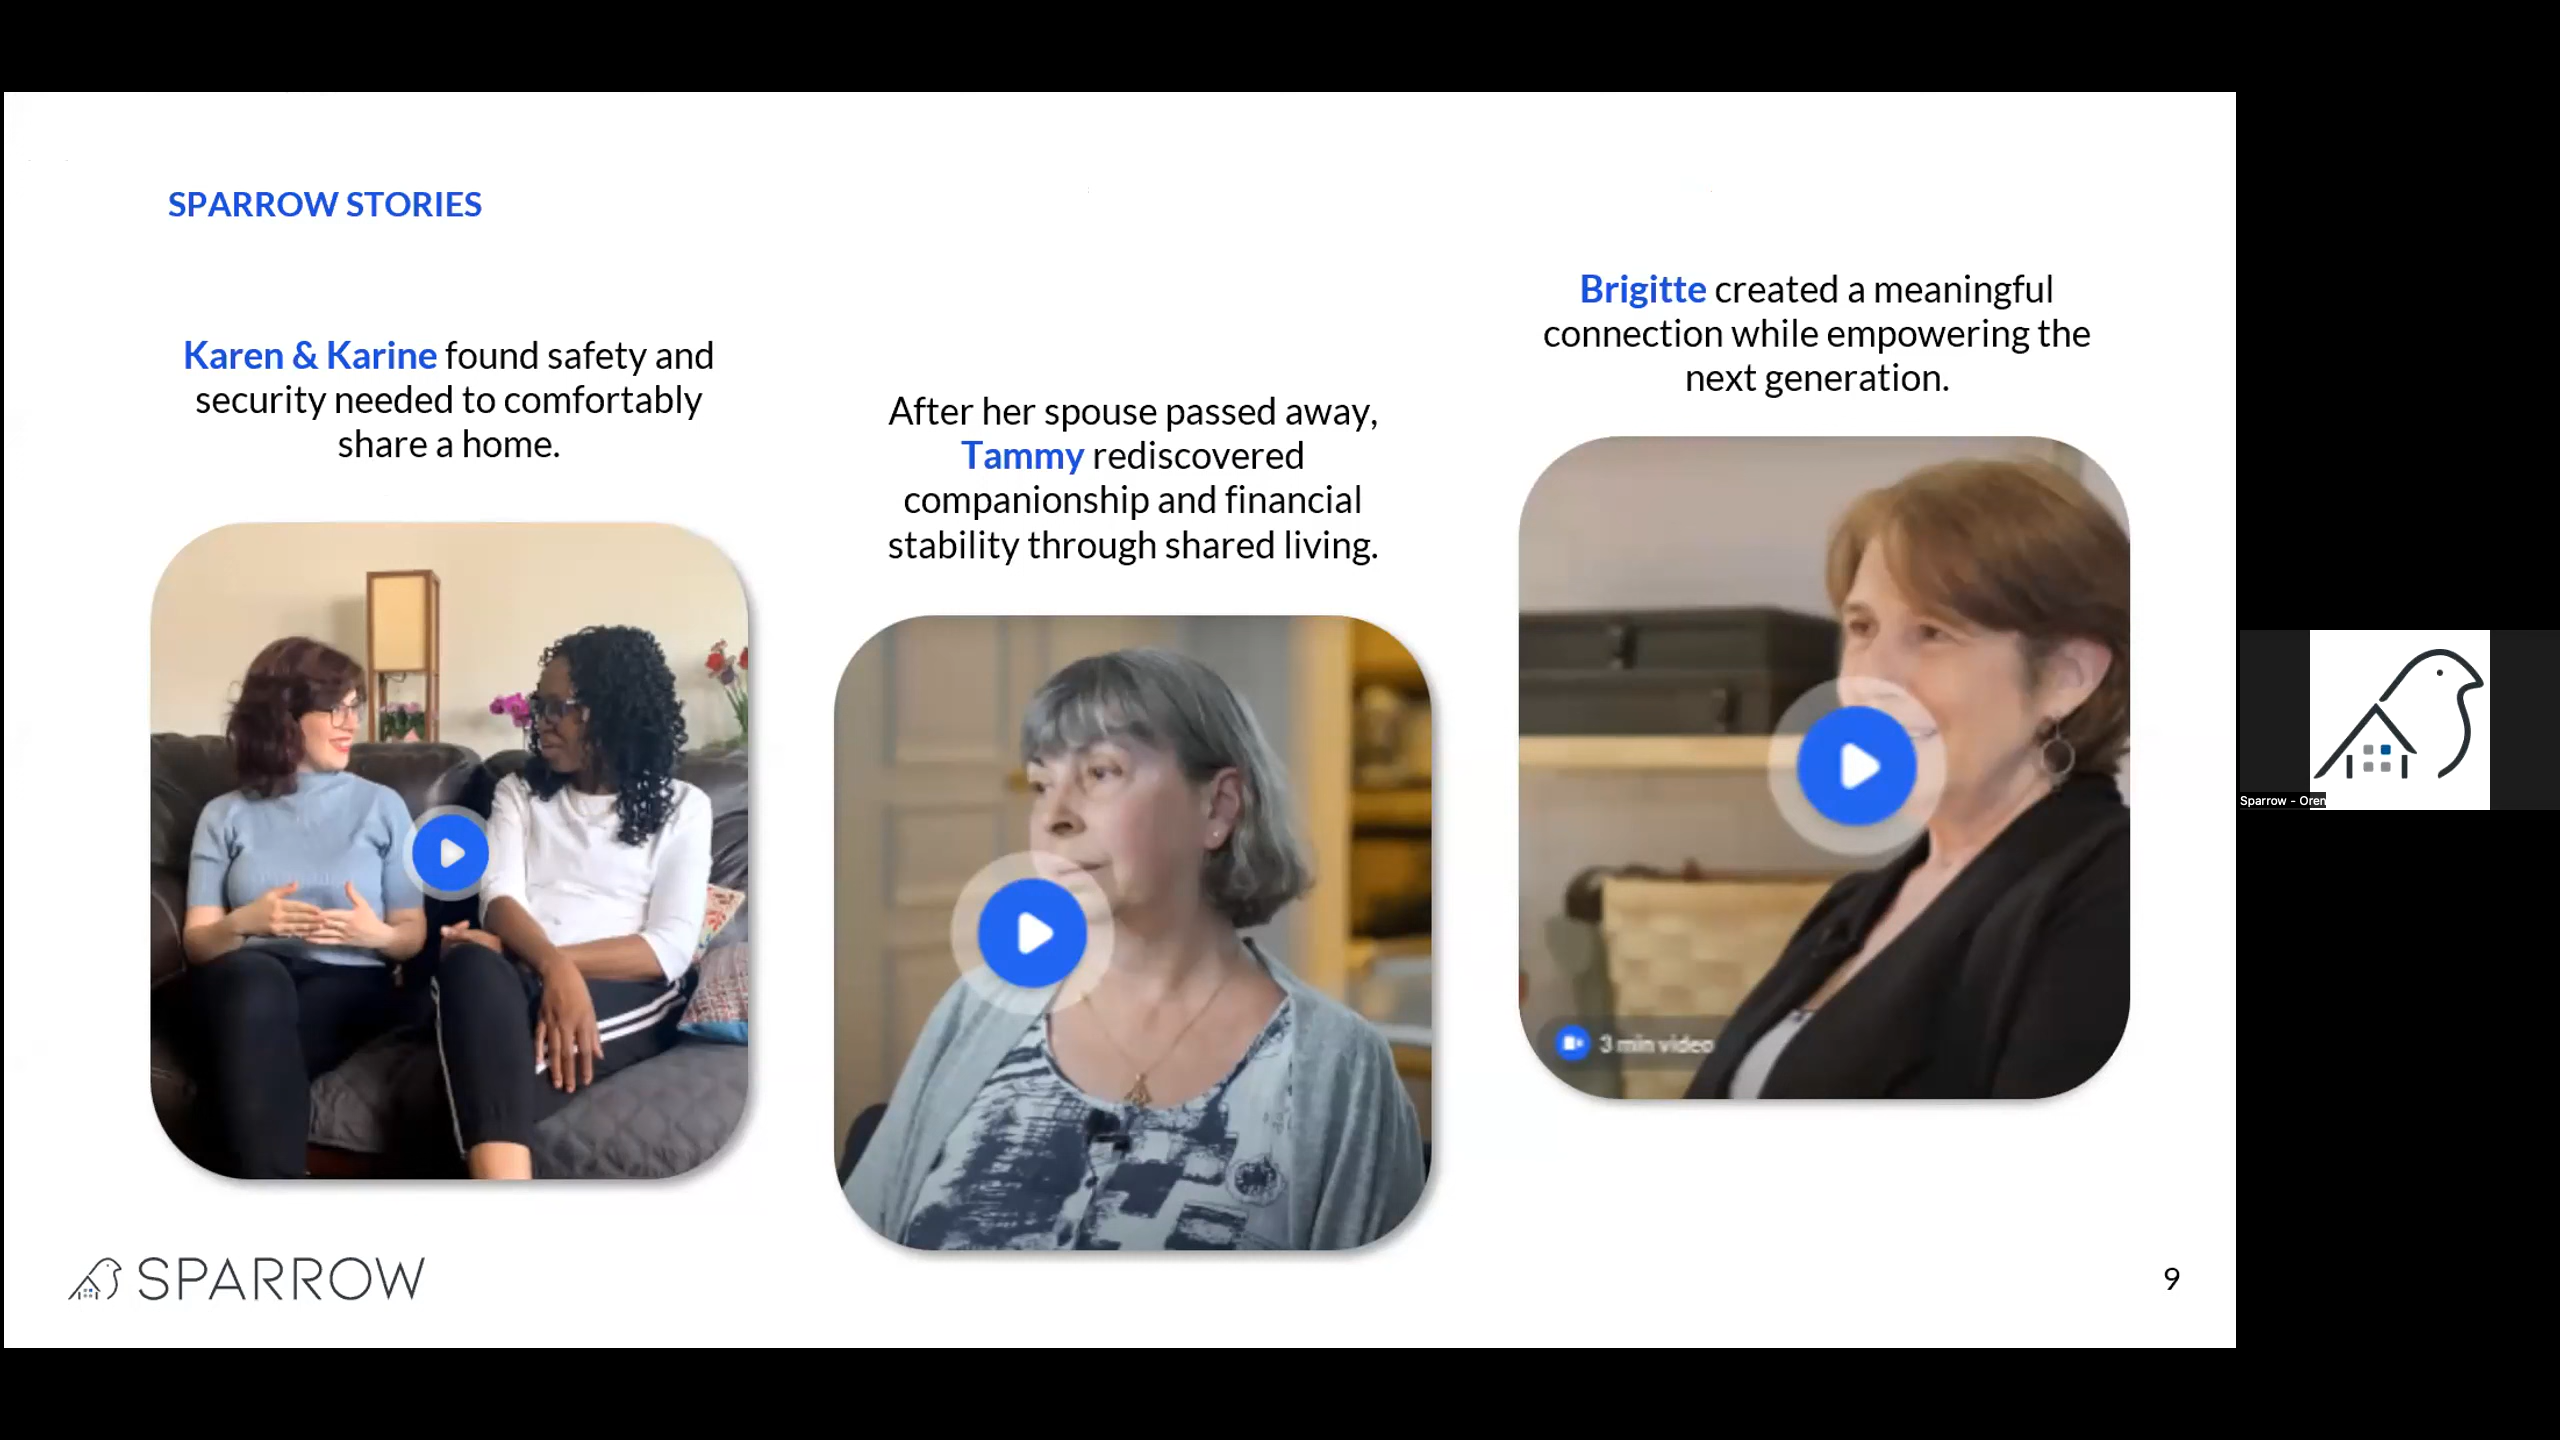 SPARROW STORIES
Karen & Karine found safety and
security needed to comfortably
share a home.
After her spouse passed away,
Tammy rediscovered
companionship and financial
stability through shared living.
Brigitte created a meaningful
connection while empowering the
next generation.
3 min video
SPARROW
9
Sparrow - Oren